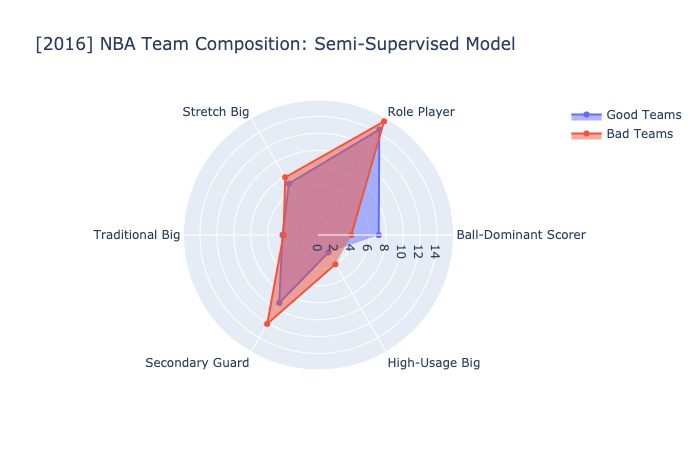 [2016] NBA Team Composition: Semi-Supervised Model
Good Teams
Bad Teams
Stretch Big
Role Player
Traditional Big
Ball-Dominant Scorer
0 2 4 6 8 10 12 14
Secondary Guard
High-Usage Big